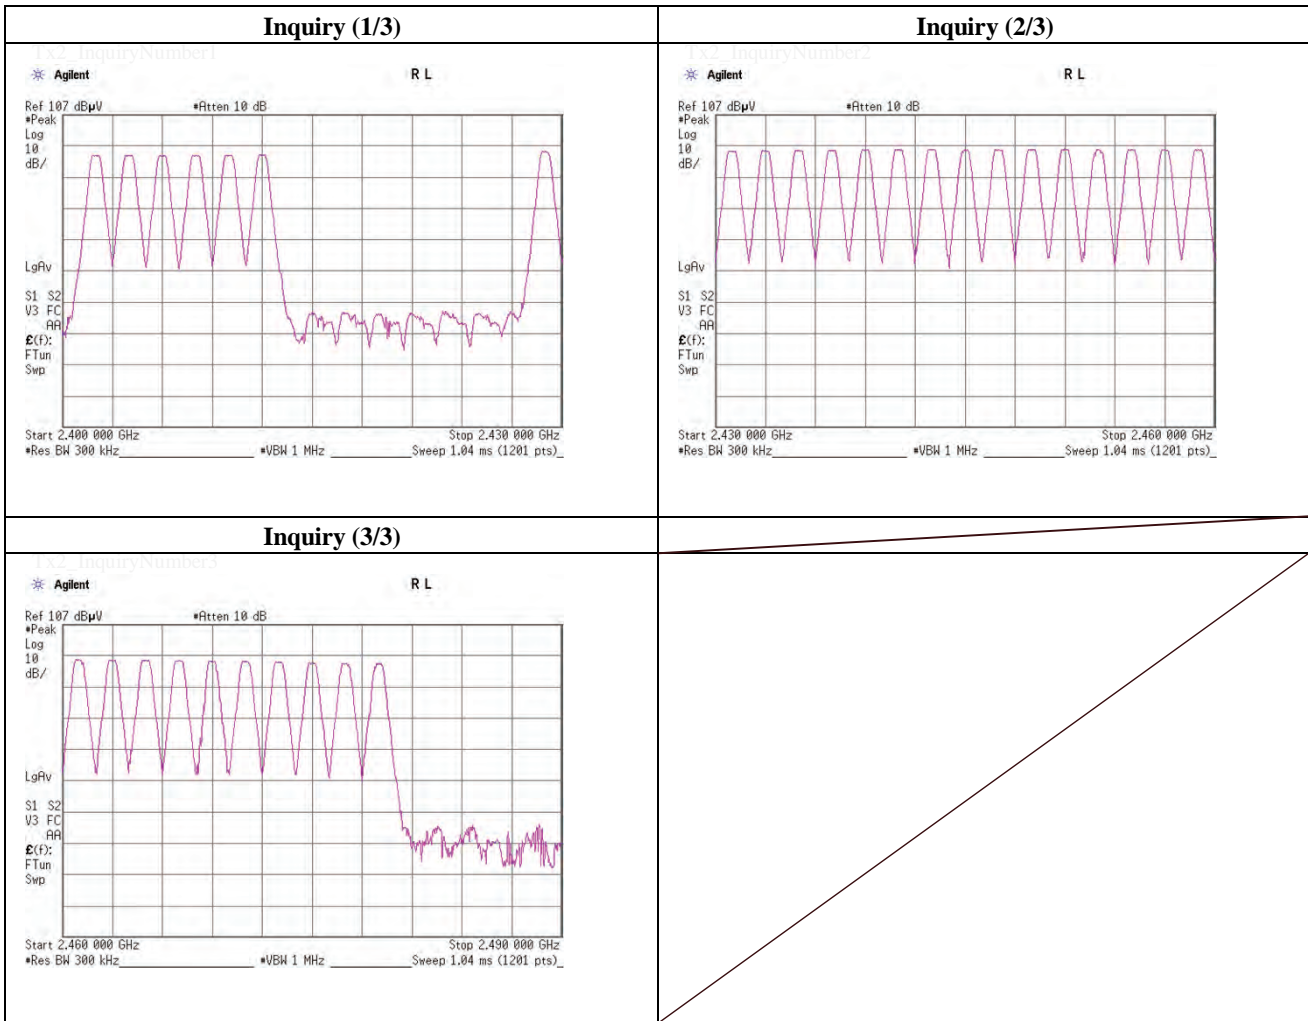 Inquiry (1/3)
Inquiry (2/3)
Tx2_InquiryNumber1
Agilent
R L
Ref 107 dBµV
#Atten 10 dB
#Peak
Log
10
dB/
LgAv
S1 S2
V3 FC
AA
£(f):
FTun
Swp
Start 2.400 000 GHz
Stop 2.430 000 GHz
#Res BW 300 kHz
#VBW 1 MHz
Sweep 1.04 ms (1201 pts)
Tx2_InquiryNumber2
Agilent
R L
Ref 107 dBµV
#Atten 10 dB
#Peak
Log
10
dB/
LgAv
S1 S2
V3 FC
AA
£(f):
FTun
Swp
Start 2.430 000 GHz
Stop 2.460 000 GHz
#Res BW 300 kHz
#VBW 1 MHz
Sweep 1.04 ms (1201 pts)
Inquiry (3/3)
Tx2_InquiryNumber3
Agilent
R L
Ref 107 dBµV
#Atten 10 dB
#Peak
Log
10
dB/
LgAv
S1 S2
V3 FC
AA
£(f):
FTun
Swp
Start 2.460 000 GHz
Stop 2.490 000 GHz
#Res BW 300 kHz
#VBW 1 MHz
Sweep 1.04 ms (1201 pts)